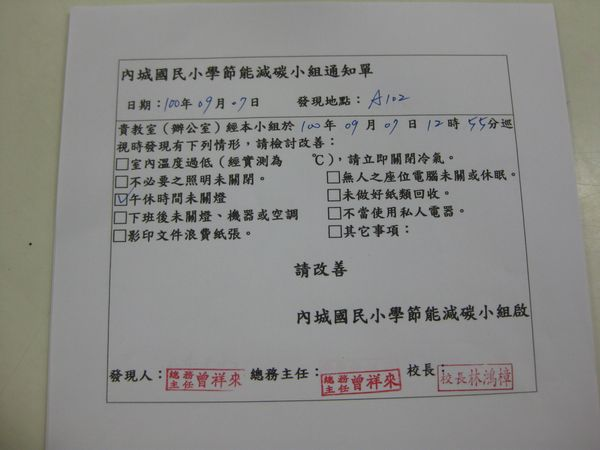 內城國民小學節能減碳小組通知單
日期：100年09月07日 發現地點：A102
貴教室（辦公室）經本小組於100年09月07日12時55分巡
視時發現有下列情形，請檢討改善：
□室內溫度過低（經實測為 ℃），請立即關閉冷氣。
□不必要之照明未關閉。 □無人之座位電腦未關或休眠。
☑午休時間未關燈 □未做好紙類回收。
□下班後未關燈、機器或空調 □不當使用私人電器。
□影印文件浪費紙張。 □其它事項：
請改善
內城國民小學節能減碳小組啟
發現人：總務主任曾祥來 總務主任：總務主任曾祥來 校長：校長林鴻樟